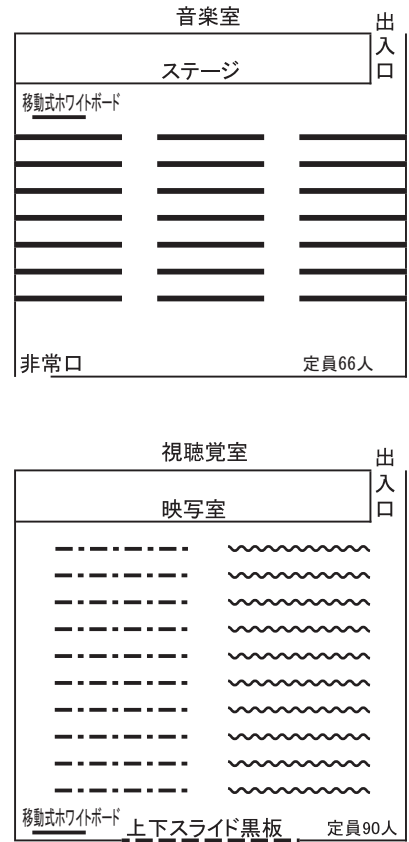 音楽室
出入口
ステージ
移動式ホワイトボード
非常口
定員66人
視聴覚室
出入口
映写室
移動式ホワイトボード
上下スライド黒板
定員90人